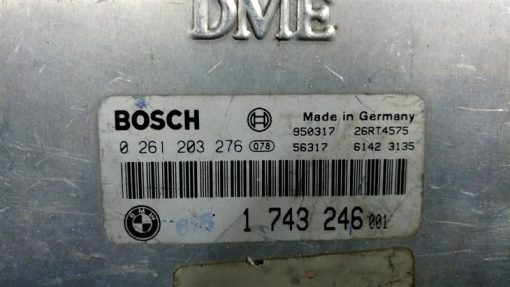 DME
BOSCH Made in Germany
950317 26RT4575
0 261 203 276 078 56317 6142 3135
BMW 1 743 246 001